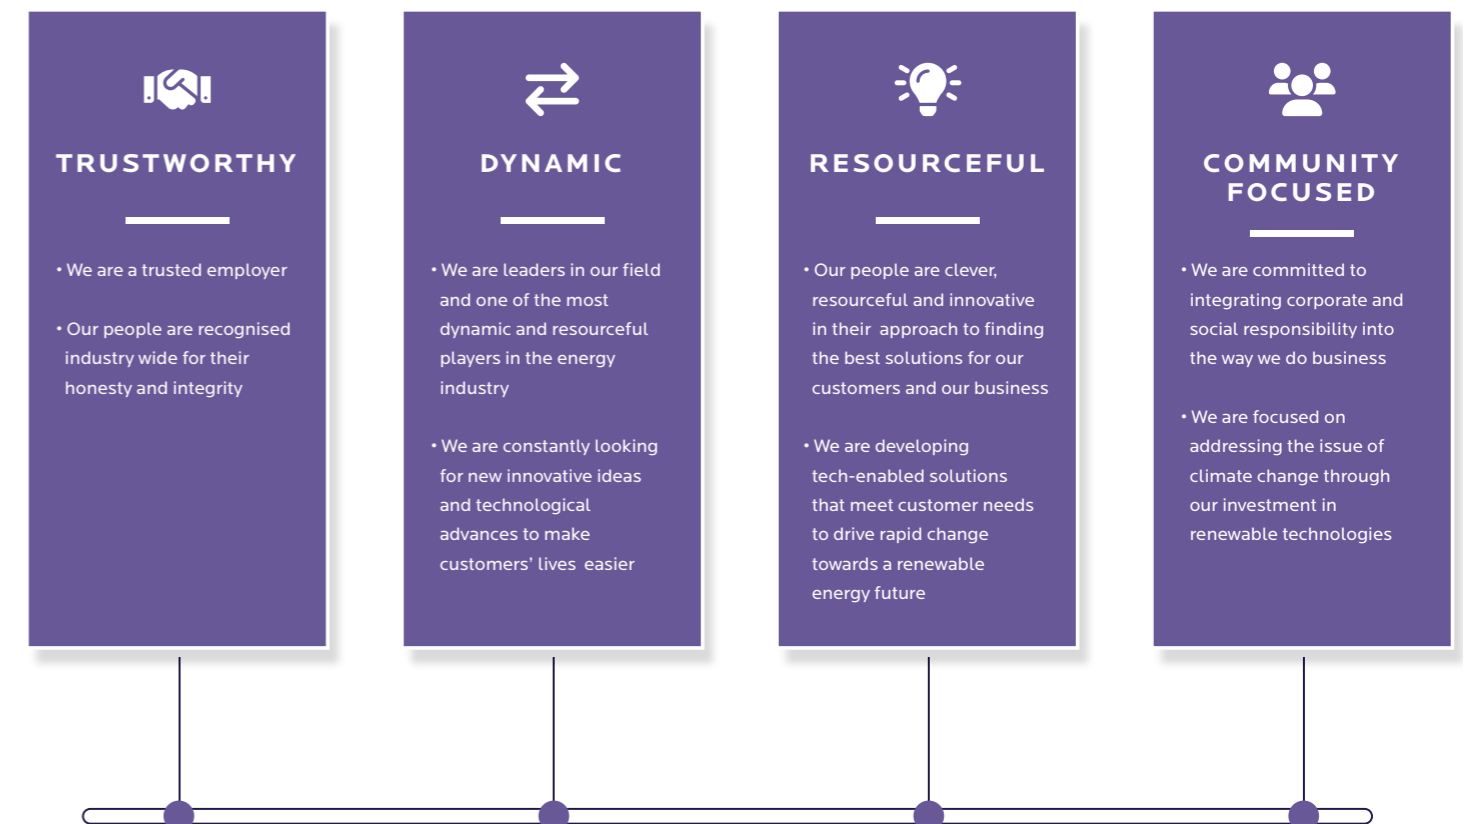 TRUSTWORTHY
• We are a trusted employer
• Our people are recognised
industry wide for their
honesty and integrity
DYNAMIC
• We are leaders in our field
and one of the most
dynamic and resourceful
players in the energy
industry
• We are constantly looking
for new innovative ideas
and technological
advances to make
customers' lives easier
RESOURCEFUL
• Our people are clever,
resourceful and innovative
in their approach to finding
the best solutions for our
customers and our business
• We are developing
tech-enabled solutions
that meet customer needs
to drive rapid change
towards a renewable
energy future
COMMUNITY
FOCUSED
• We are committed to
integrating corporate and
social responsibility into
the way we do business
• We are focused on
addressing the issue of
climate change through
our investment in
renewable technologies